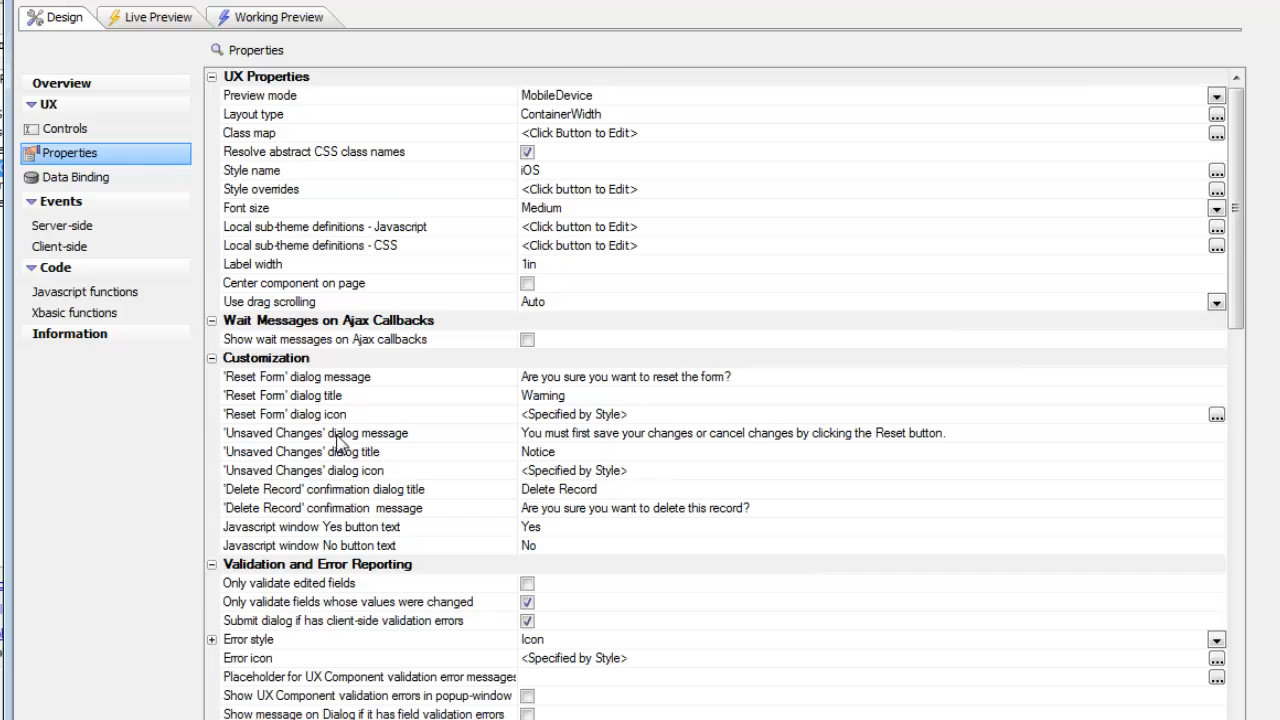 Design
Live Preview
Working Preview
Properties
Overview
UX
Controls
Properties
Data Binding
Events
Server-side
Client-side
Code
Javascript functions
Xbasic functions
Information
UX Properties
Preview mode MobileDevice
Layout type ContainerWidth
Class map <Click Button to Edit>
Resolve abstract CSS class names
Style name iOS
Style overrides <Click button to Edit>
Font size Medium
Local sub-theme definitions - Javascript <Click button to Edit>
Local sub-theme definitions - CSS <Click button to Edit>
Label width 1in
Center component on page
Use drag scrolling Auto
Wait Messages on Ajax Callbacks
Show wait messages on Ajax callbacks
Customization
'Reset Form' dialog message Are you sure you want to reset the form?
'Reset Form' dialog title Warning
'Reset Form' dialog icon <Specified by Style>
'Unsaved Changes' dialog message You must first save your changes or cancel changes by clicking the Reset button.
'Unsaved Changes' dialog title Notice
'Unsaved Changes' dialog icon <Specified by Style>
'Delete Record' confirmation dialog title Delete Record
'Delete Record' confirmation message Are you sure you want to delete this record?
Javascript window Yes button text Yes
Javascript window No button text No
Validation and Error Reporting
Only validate edited fields
Only validate fields whose values were changed
Submit dialog if has client-side validation errors
Error style Icon
Error icon <Specified by Style>
Placeholder for UX Component validation error messages
Show UX Component validation errors in popup-window
Show message on Dialog if it has field validation errors